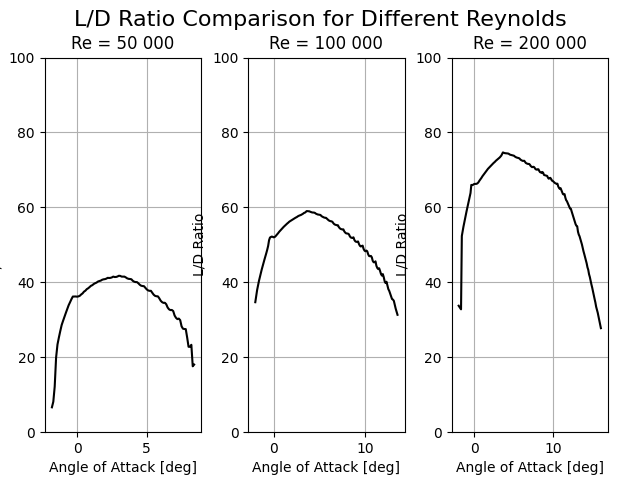 L/D Ratio Comparison for Different Reynolds
Re = 50 000
Re = 100 000
Re = 200 000
100
80
60
40
20
0
0
5
Angle of Attack [deg]
L/D Ratio
100
80
60
40
20
0
0
10
Angle of Attack [deg]
L/D Ratio
100
80
60
40
20
0
0
10
Angle of Attack [deg]